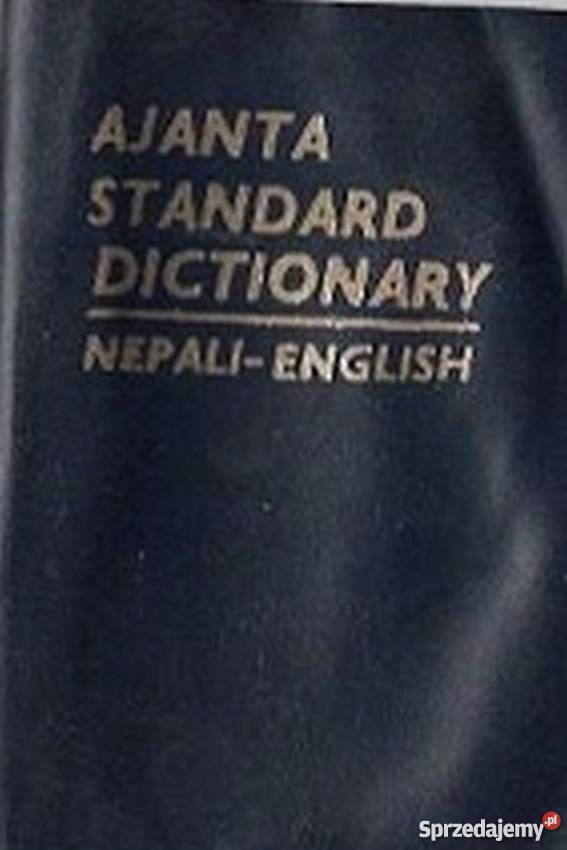 AJANTA
STANDARD
DICTIONARY
NEPALI-ENGLISH
Sprzedajemy.pl